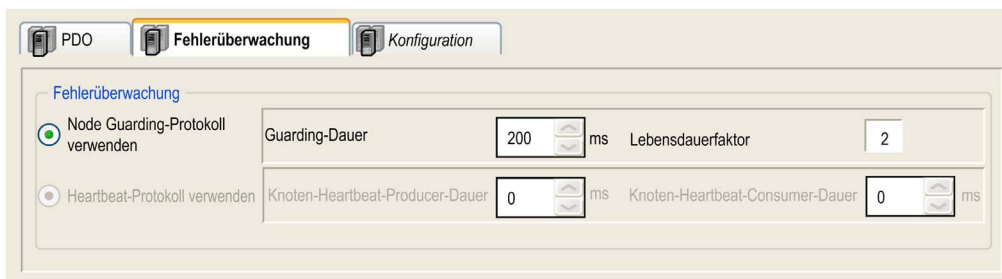 PDO Fehlerüberwachung Konfiguration
Fehlerüberwachung
Node Guarding-Protokoll
verwenden
Guarding-Dauer 200 ms Lebensdauerfaktor 2
Heartbeat-Protokoll verwenden Knoten-Heartbeat-Producer-Dauer 0 ms Knoten-Heartbeat-Consumer-Dauer 0 ms